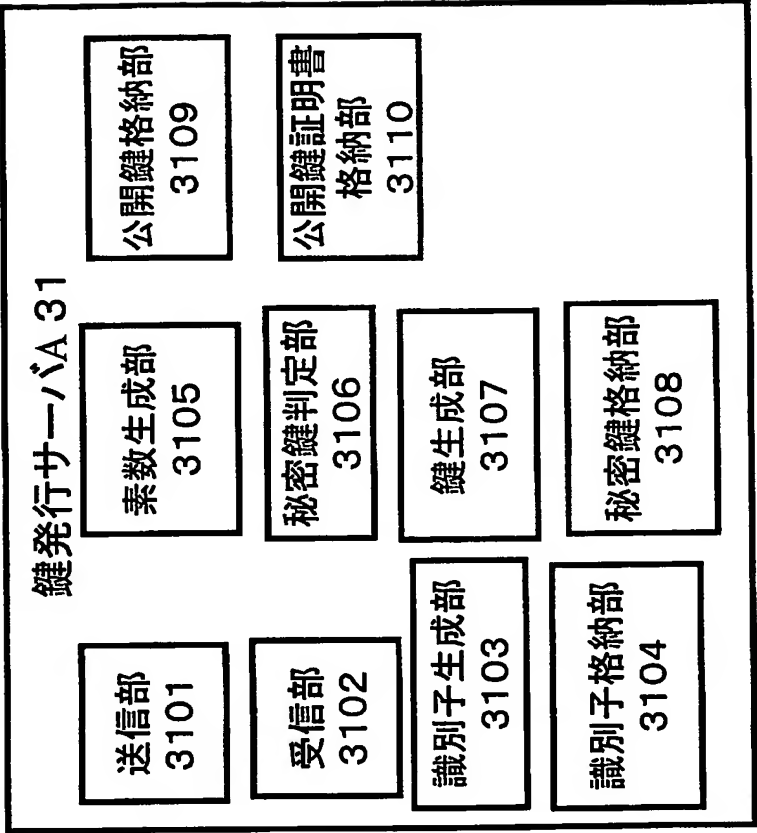 鍵発行サーバA 31
送信部
3101
受信部
3102
識別子生成部
3103
識別子格納部
3104
素数生成部
3105
秘密鍵判定部
3106
鍵生成部
3107
秘密鍵格納部
3108
公開鍵格納部
3109
公開鍵証明書
格納部
3110